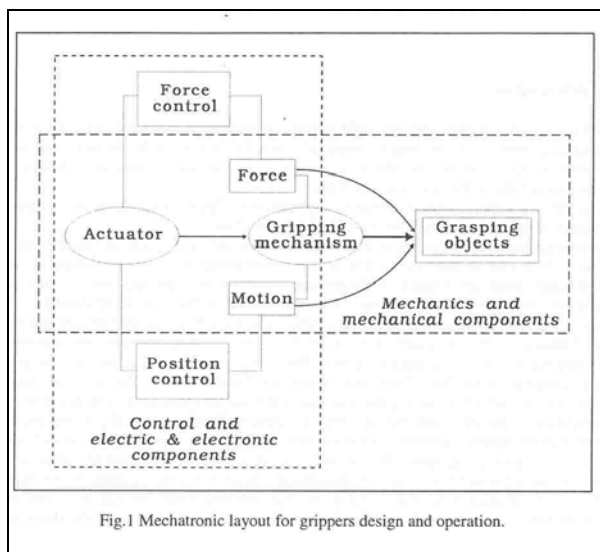 Force
control
Force
Actuator
Gripping
mechanism
Grasping
objects
Motion
Mechanics and
mechanical components
Position
control
Control and
electric & electronic
components
Fig.1 Mechatronic layout for grippers design and operation.